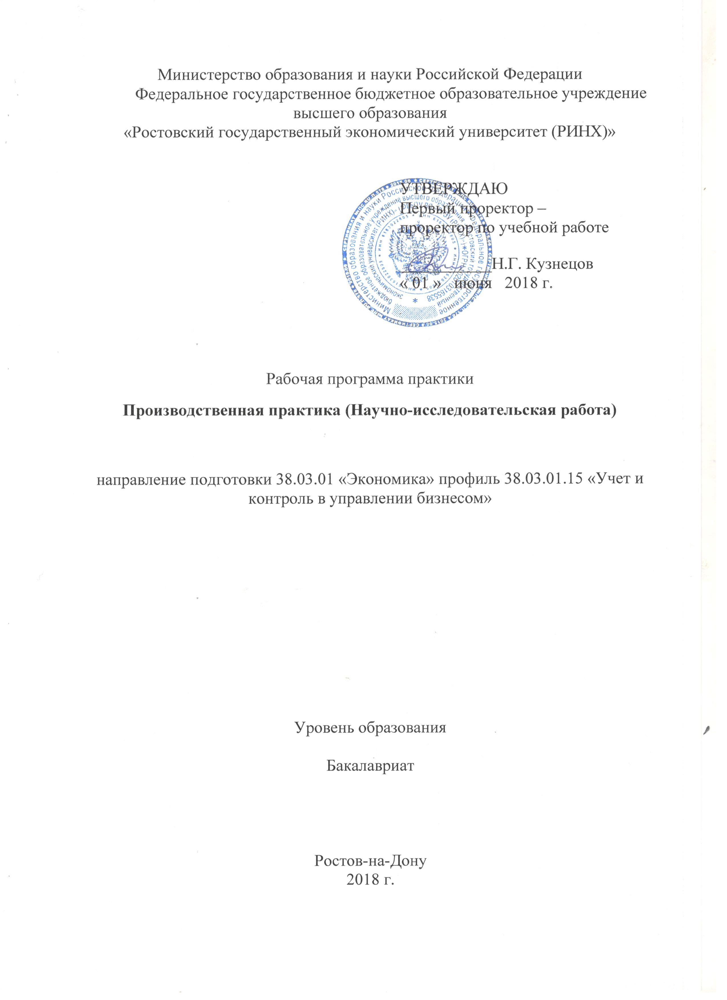 Министерство образования и науки Российской Федерации
Федеральное государственное бюджетное образовательное учреждение
высшего образования
«Ростовский государственный экономический университет (РИНХ)»
УТВЕРЖДАЮ
Первый проректор –
проректор по учебной работе
Н.Г. Кузнецов
« 01 » июня 2018 г.
Рабочая программа практики
Производственная практика (Научно-исследовательская работа)
направление подготовки 38.03.01 «Экономика» профиль 38.03.01.15 «Учет и
контроль в управлении бизнесом»
Уровень образования
Бакалавриат
Ростов-на-Дону
2018 г.